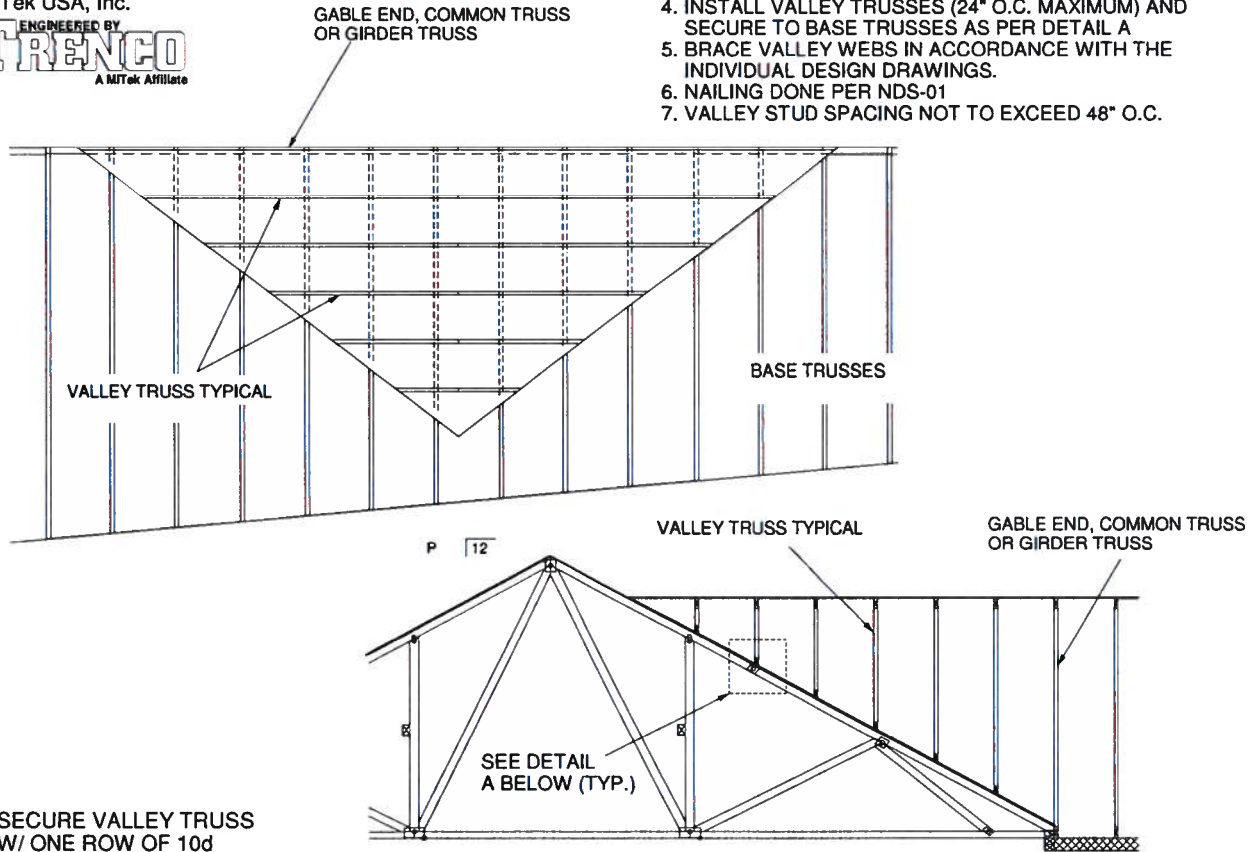 Tek USA, Inc.
ENGINEERED BY
TRENCO
A MiTek Affiliate
GABLE END, COMMON TRUSS
OR GIRDER TRUSS
4. INSTALL VALLEY TRUSSES (24" O.C. MAXIMUM) AND
SECURE TO BASE TRUSSES AS PER DETAIL A
5. BRACE VALLEY WEBS IN ACCORDANCE WITH THE
INDIVIDUAL DESIGN DRAWINGS.
6. NAILING DONE PER NDS-01
7. VALLEY STUD SPACING NOT TO EXCEED 48" O.C.
VALLEY TRUSS TYPICAL
BASE TRUSSES
P 12
VALLEY TRUSS TYPICAL
GABLE END, COMMON TRUSS
OR GIRDER TRUSS
SEE DETAIL
A BELOW (TYP.)
SECURE VALLEY TRUSS
W/ ONE ROW OF 10d